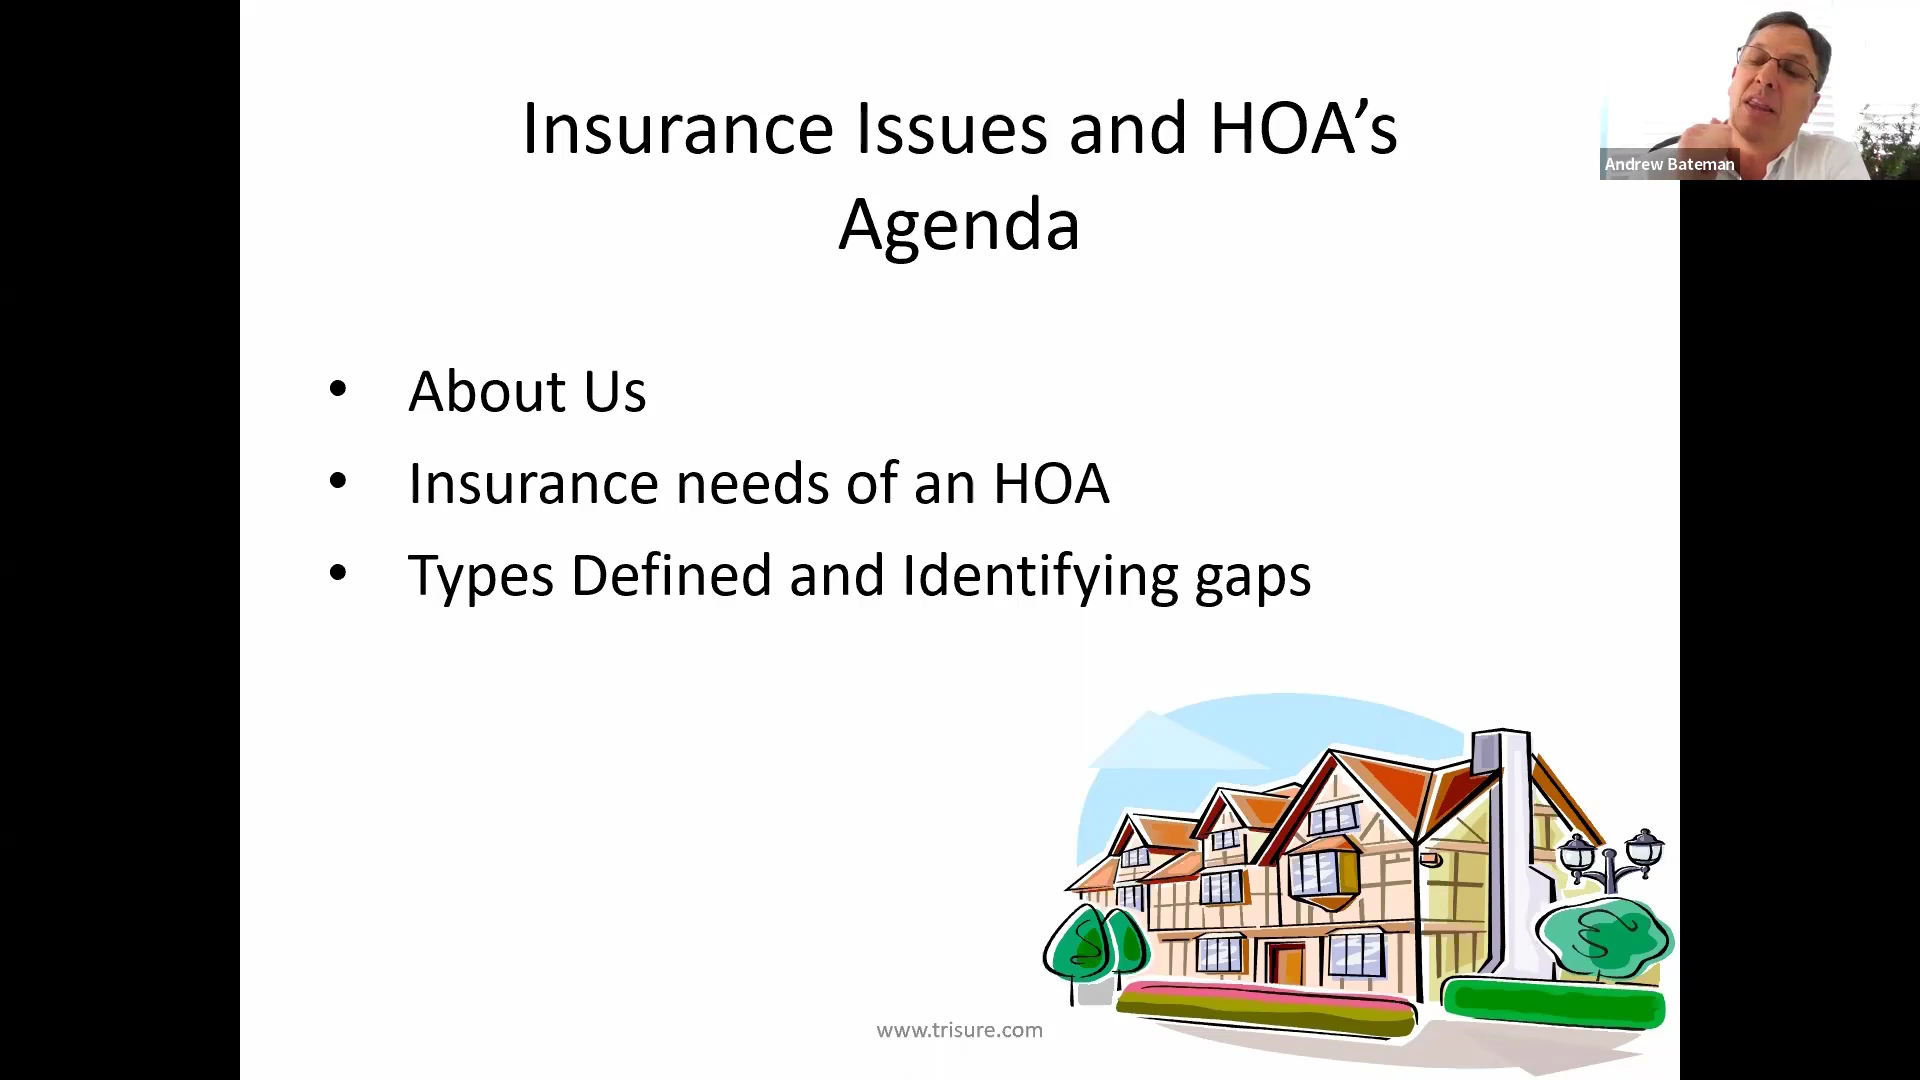 Insurance Issues and HOA’s
Agenda
Andrew Bateman
• About Us
• Insurance needs of an HOA
• Types Defined and Identifying gaps
www.trisure.com